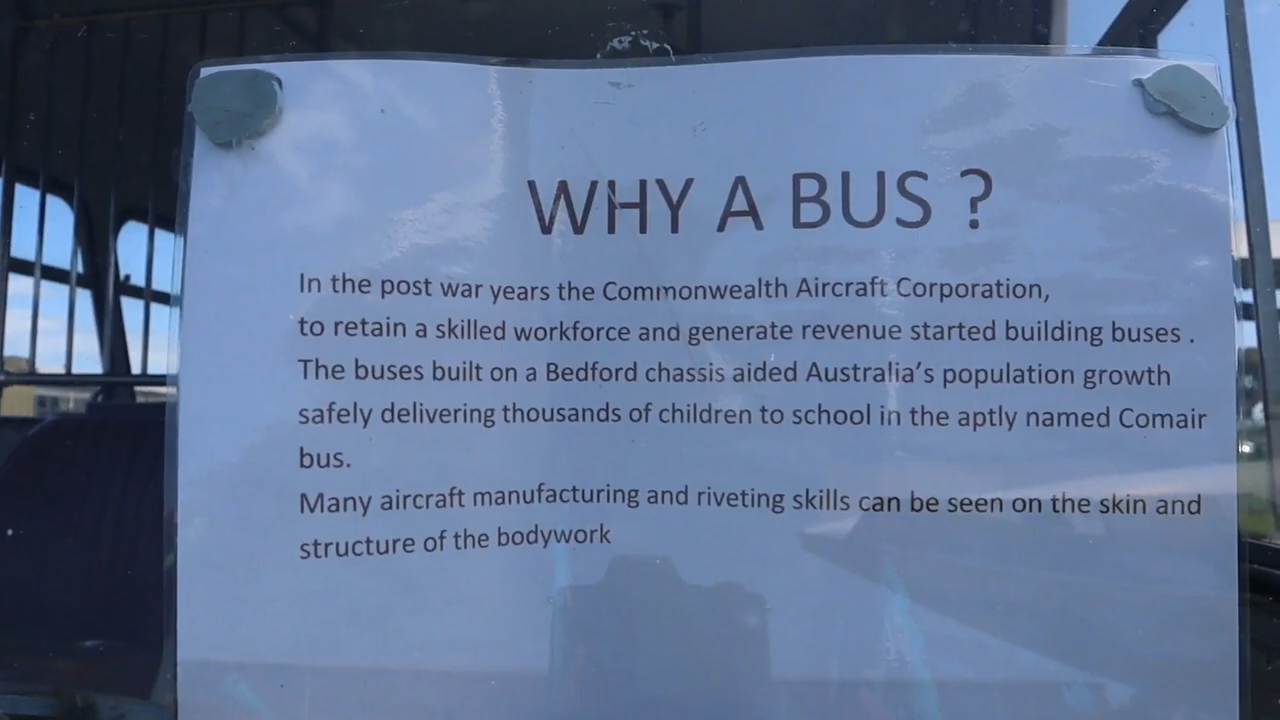 WHY A BUS ?
In the post war years the Commonwealth Aircraft Corporation,
to retain a skilled workforce and generate revenue started building buses .
The buses built on a Bedford chassis aided Australia’s population growth
safely delivering thousands of children to school in the aptly named Comair
bus.
Many aircraft manufacturing and riveting skills can be seen on the skin and
structure of the bodywork